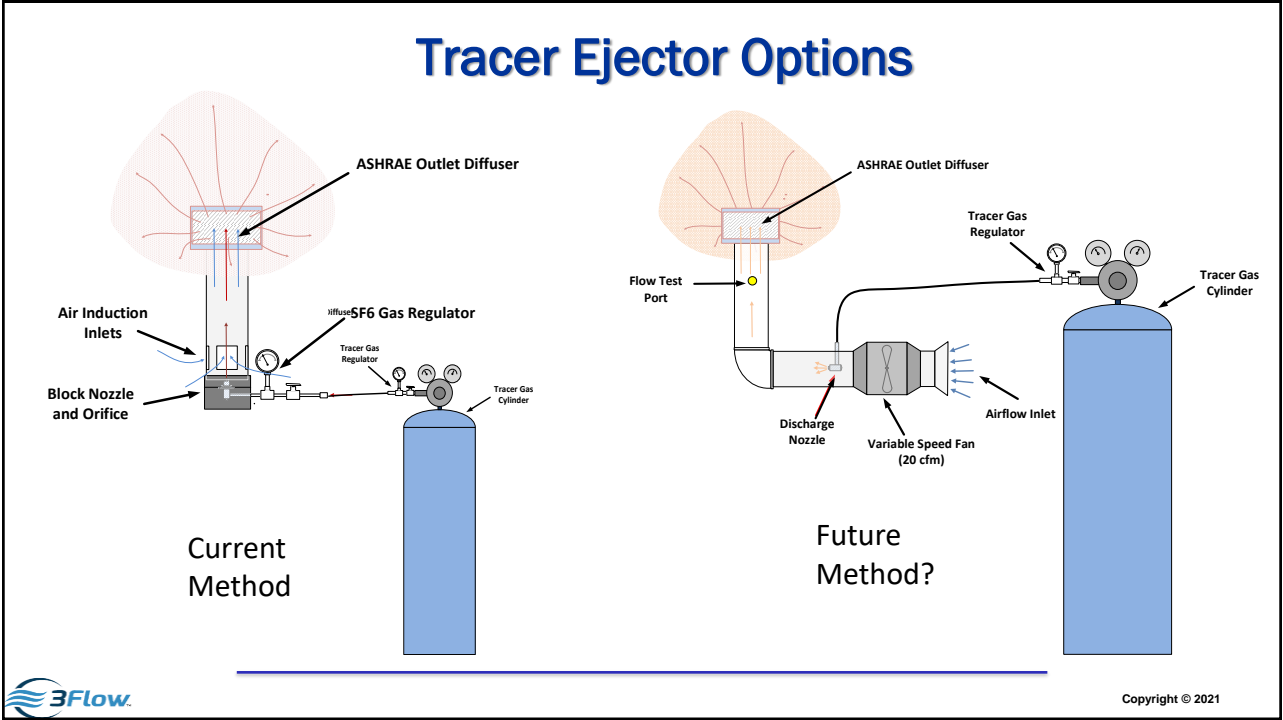 Tracer Ejector Options
ASHRAE Outlet Diffuser
Air Induction
Inlets
Diffuser
SF6 Gas Regulator
Tracer Gas
Regulator
Block Nozzle
and Orifice
Tracer Gas
Cylinder
Current
Method
ASHRAE Outlet Diffuser
Tracer Gas
Regulator
Flow Test
Port
Tracer Gas
Cylinder
Discharge
Nozzle
Variable Speed Fan
(20 cfm)
Airflow Inlet
Future
Method?
3Flow
Copyright © 2021